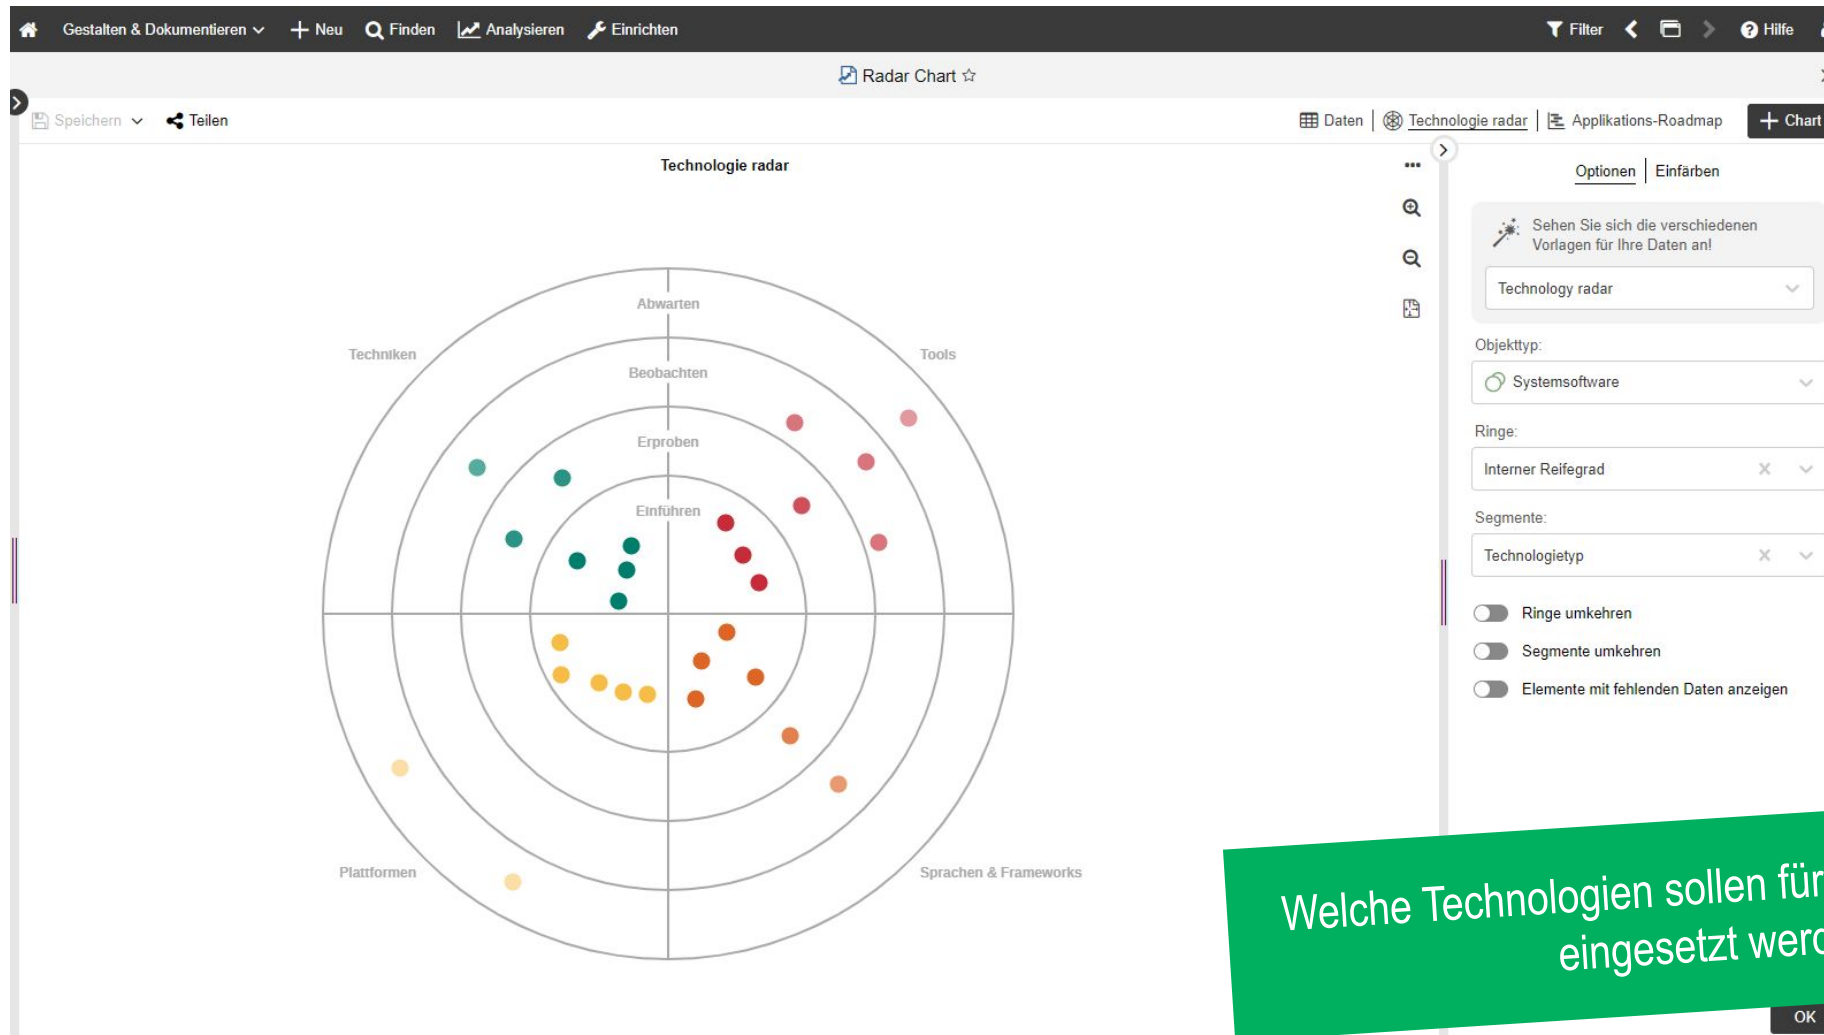 Gestalten & Dokumentieren Neu Finden Analysieren Einrichten Filter Hilfe
Radar Chart
Speichern Teilen Daten Technologie radar Applikations-Roadmap Chart
Technologie radar
Optionen Einfärben
Sehen Sie sich die verschiedenen
Vorlagen für Ihre Daten an!
Technology radar
Objekttyp:
Systemsoftware
Ringe:
Interner Reifegrad
Segmente:
Technologietyp
Ringe umkehren
Segmente umkehren
Elemente mit fehlenden Daten anzeigen
Abwarten
Techniken Tools
Beobachten
Erproben
Einführen
Plattformen Sprachen & Frameworks
Welche Technologien sollen für
eingesetzt werd
OK